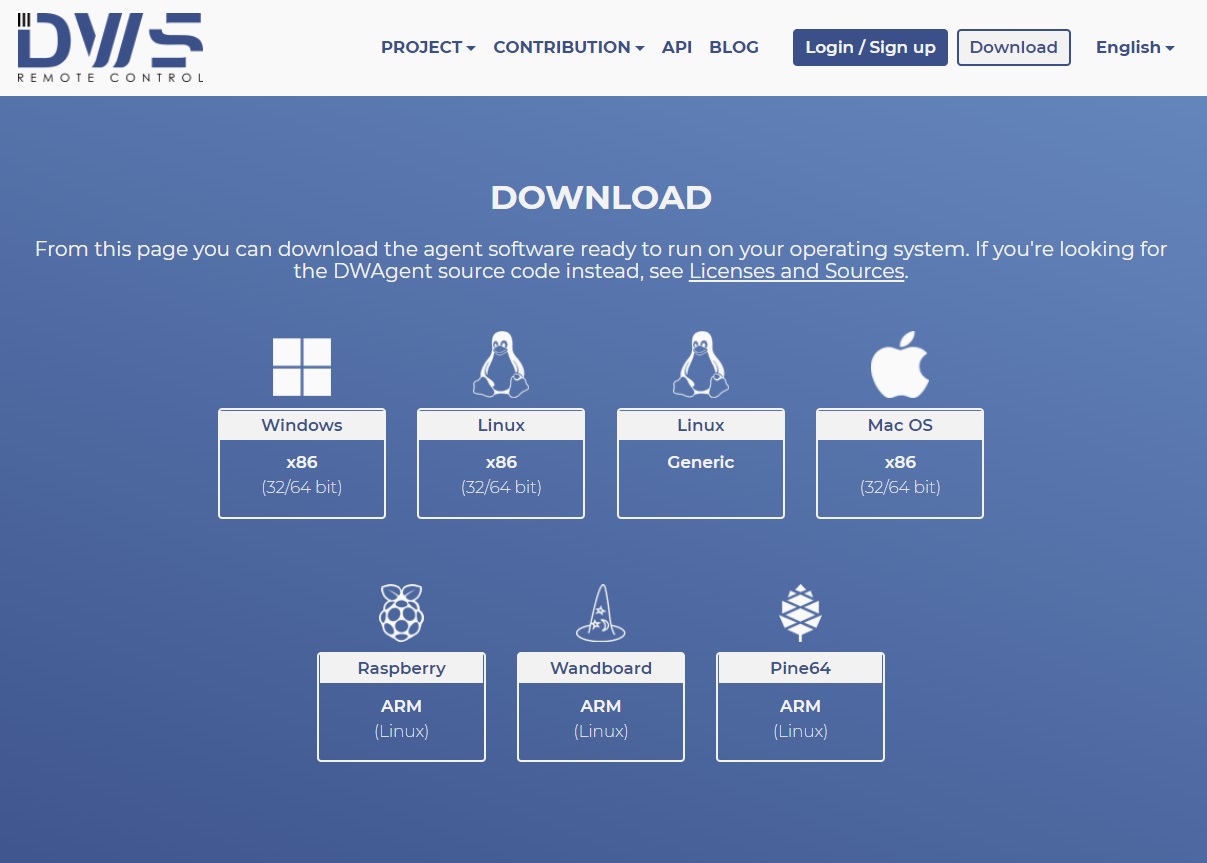 DWS
REMOTE CONTROL
PROJECT
CONTRIBUTION
API
BLOG
Login / Sign up
Download
English
DOWNLOAD
From this page you can download the agent software ready to run on your operating system. If you're looking for
the DWAgent source code instead, see Licenses and Sources.
Windows
x86
(32/64 bit)
Linux
x86
(32/64 bit)
Linux
Generic
Mac OS
x86
(32/64 bit)
Raspberry
ARM
(Linux)
Wandboard
ARM
(Linux)
Pine64
ARM
(Linux)